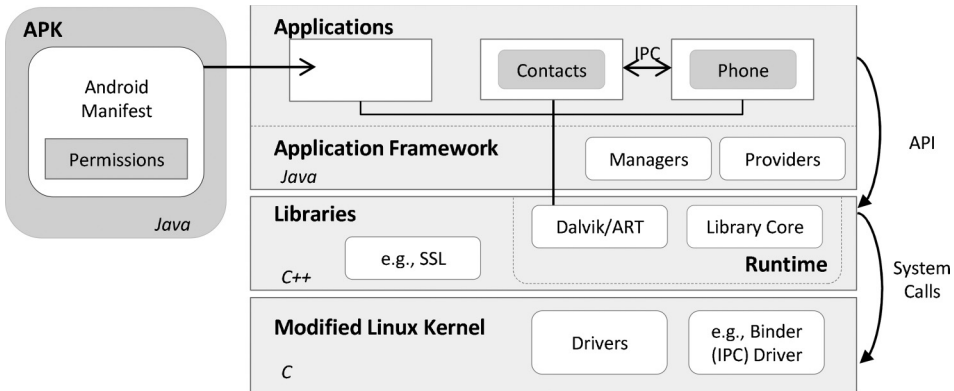 APK
Android
Manifest
Permissions
Java
Applications
Contacts
IPC
Phone
Application Framework
Java
Managers
Providers
API
Libraries
C++
e.g., SSL
Dalvik/ART
Library Core
Runtime
System
Calls
Modified Linux Kernel
C
Drivers
e.g., Binder
(IPC) Driver